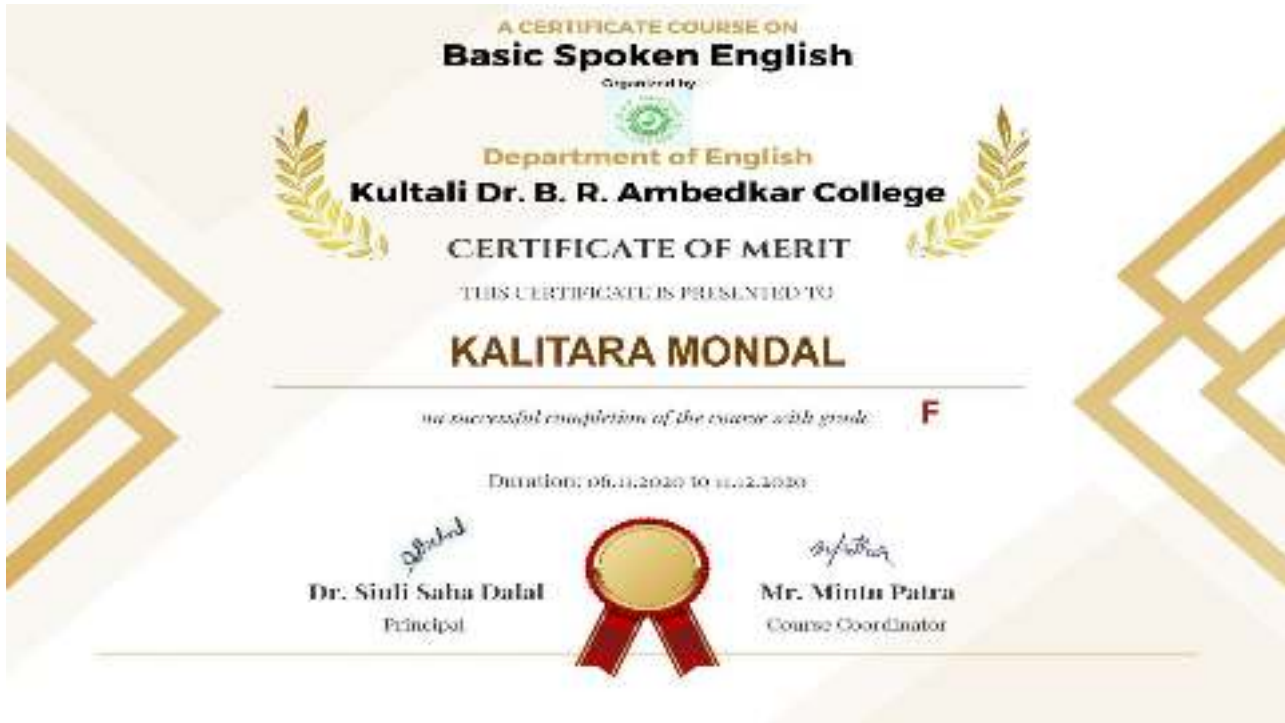 A CERTIFICATE COURSE ON
Basic Spoken English
Organized by
Department of English
Kultali Dr. B. R. Ambedkar College
CERTIFICATE OF MERIT
THIS CERTIFICATE IS PRESENTED TO
KALITARA MONDAL
on successful completion of the course with grade F
Duration: 06.11.2020 to 11.12.2020
Dr. Siuli Saha Dalal
Principal
Mr. Mintu Patra
Course Coordinator